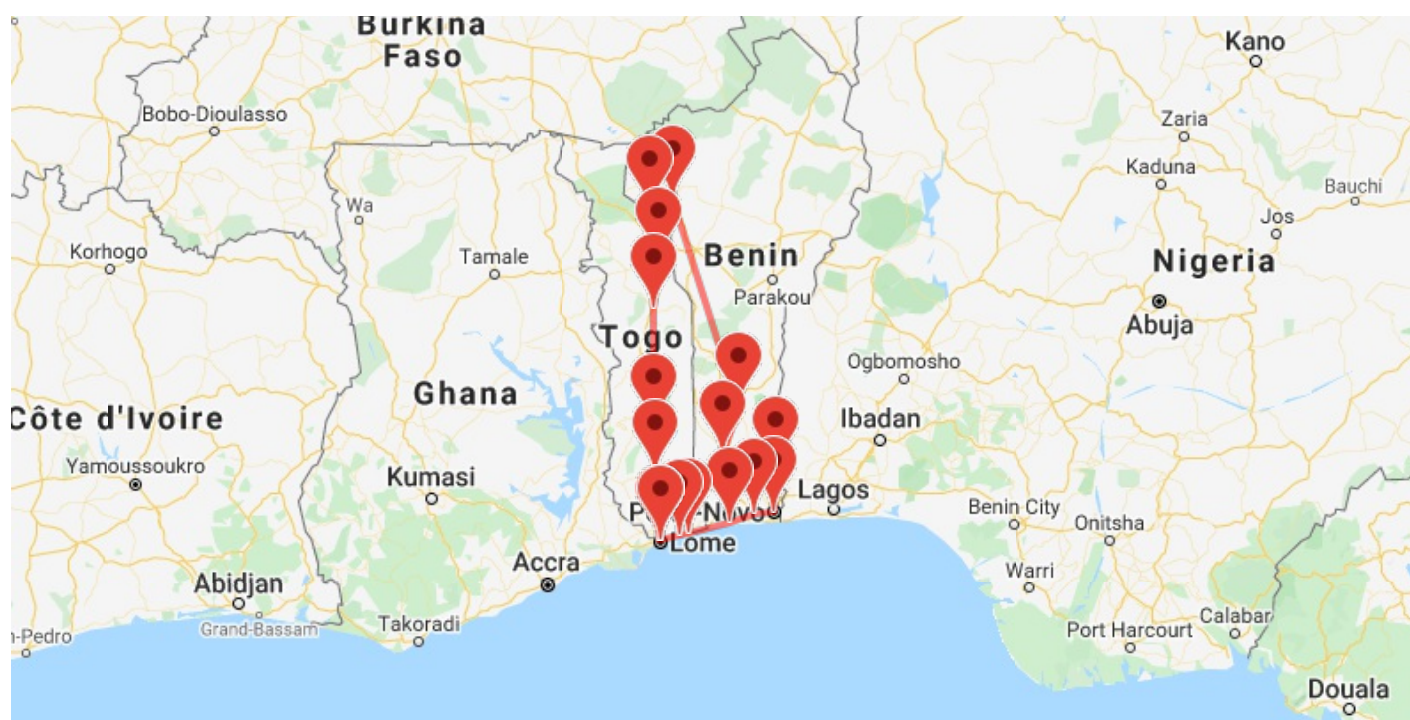 Burkina
Faso
Kano
Bobo-Dioulasso
Zaria
Kaduna
Bauchi
Wa
Jos
Korhogo
Tamale
Benin
Nigeria
Parakou
Abuja
Togo
Ogbomosho
Ghana
Côte d'Ivoire
Ibadan
Yamoussoukro
Kumasi
Lagos
Benin City
-Novo
Onitsha
Lome
Accra
Warri
Abidjan
Calabar
Grand-Bassam
Takoradi
Port Harcourt
-Pedro
Douala